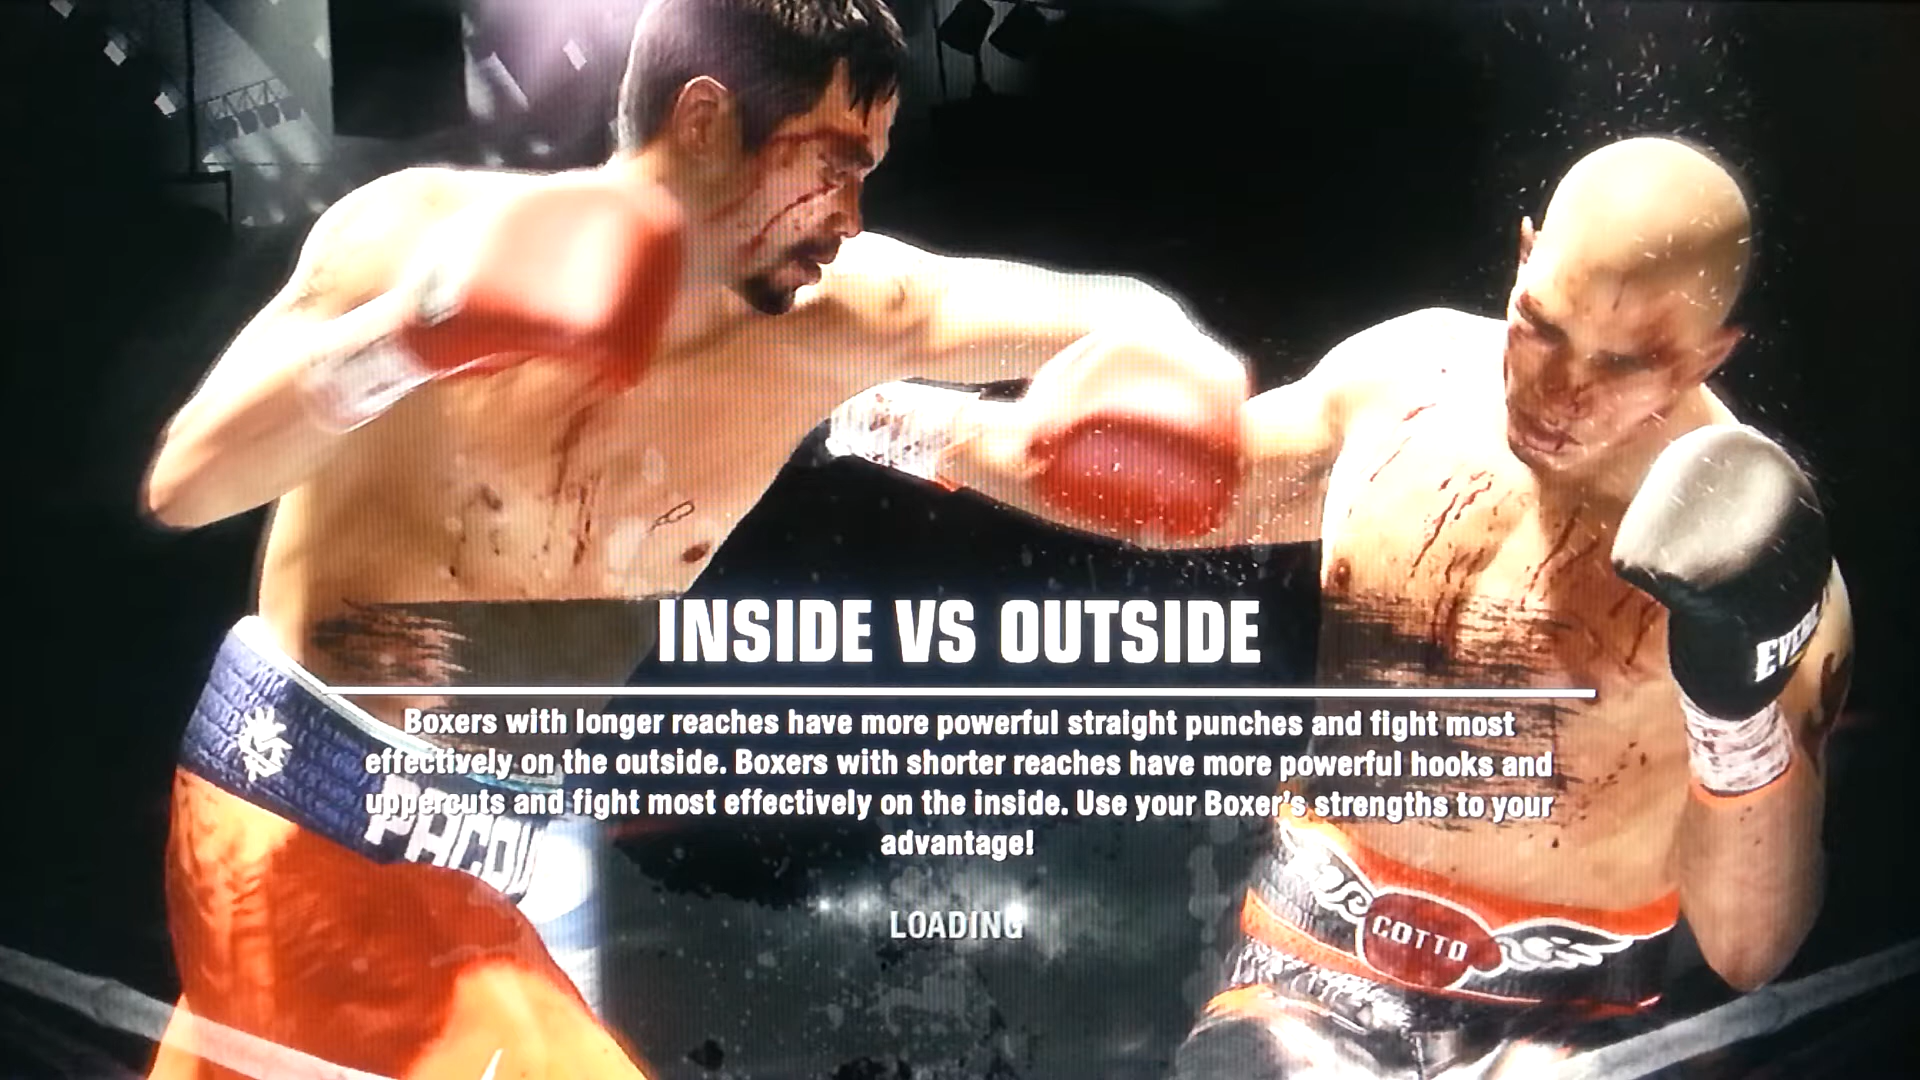 INSIDE VS OUTSIDE
Boxers with longer reaches have more powerful straight punches and fight most
effectively on the outside. Boxers with shorter reaches have more powerful hooks and
uppercuts and fight most effectively on the inside. Use your Boxer's strengths to your
advantage!
LOADING
COTTO